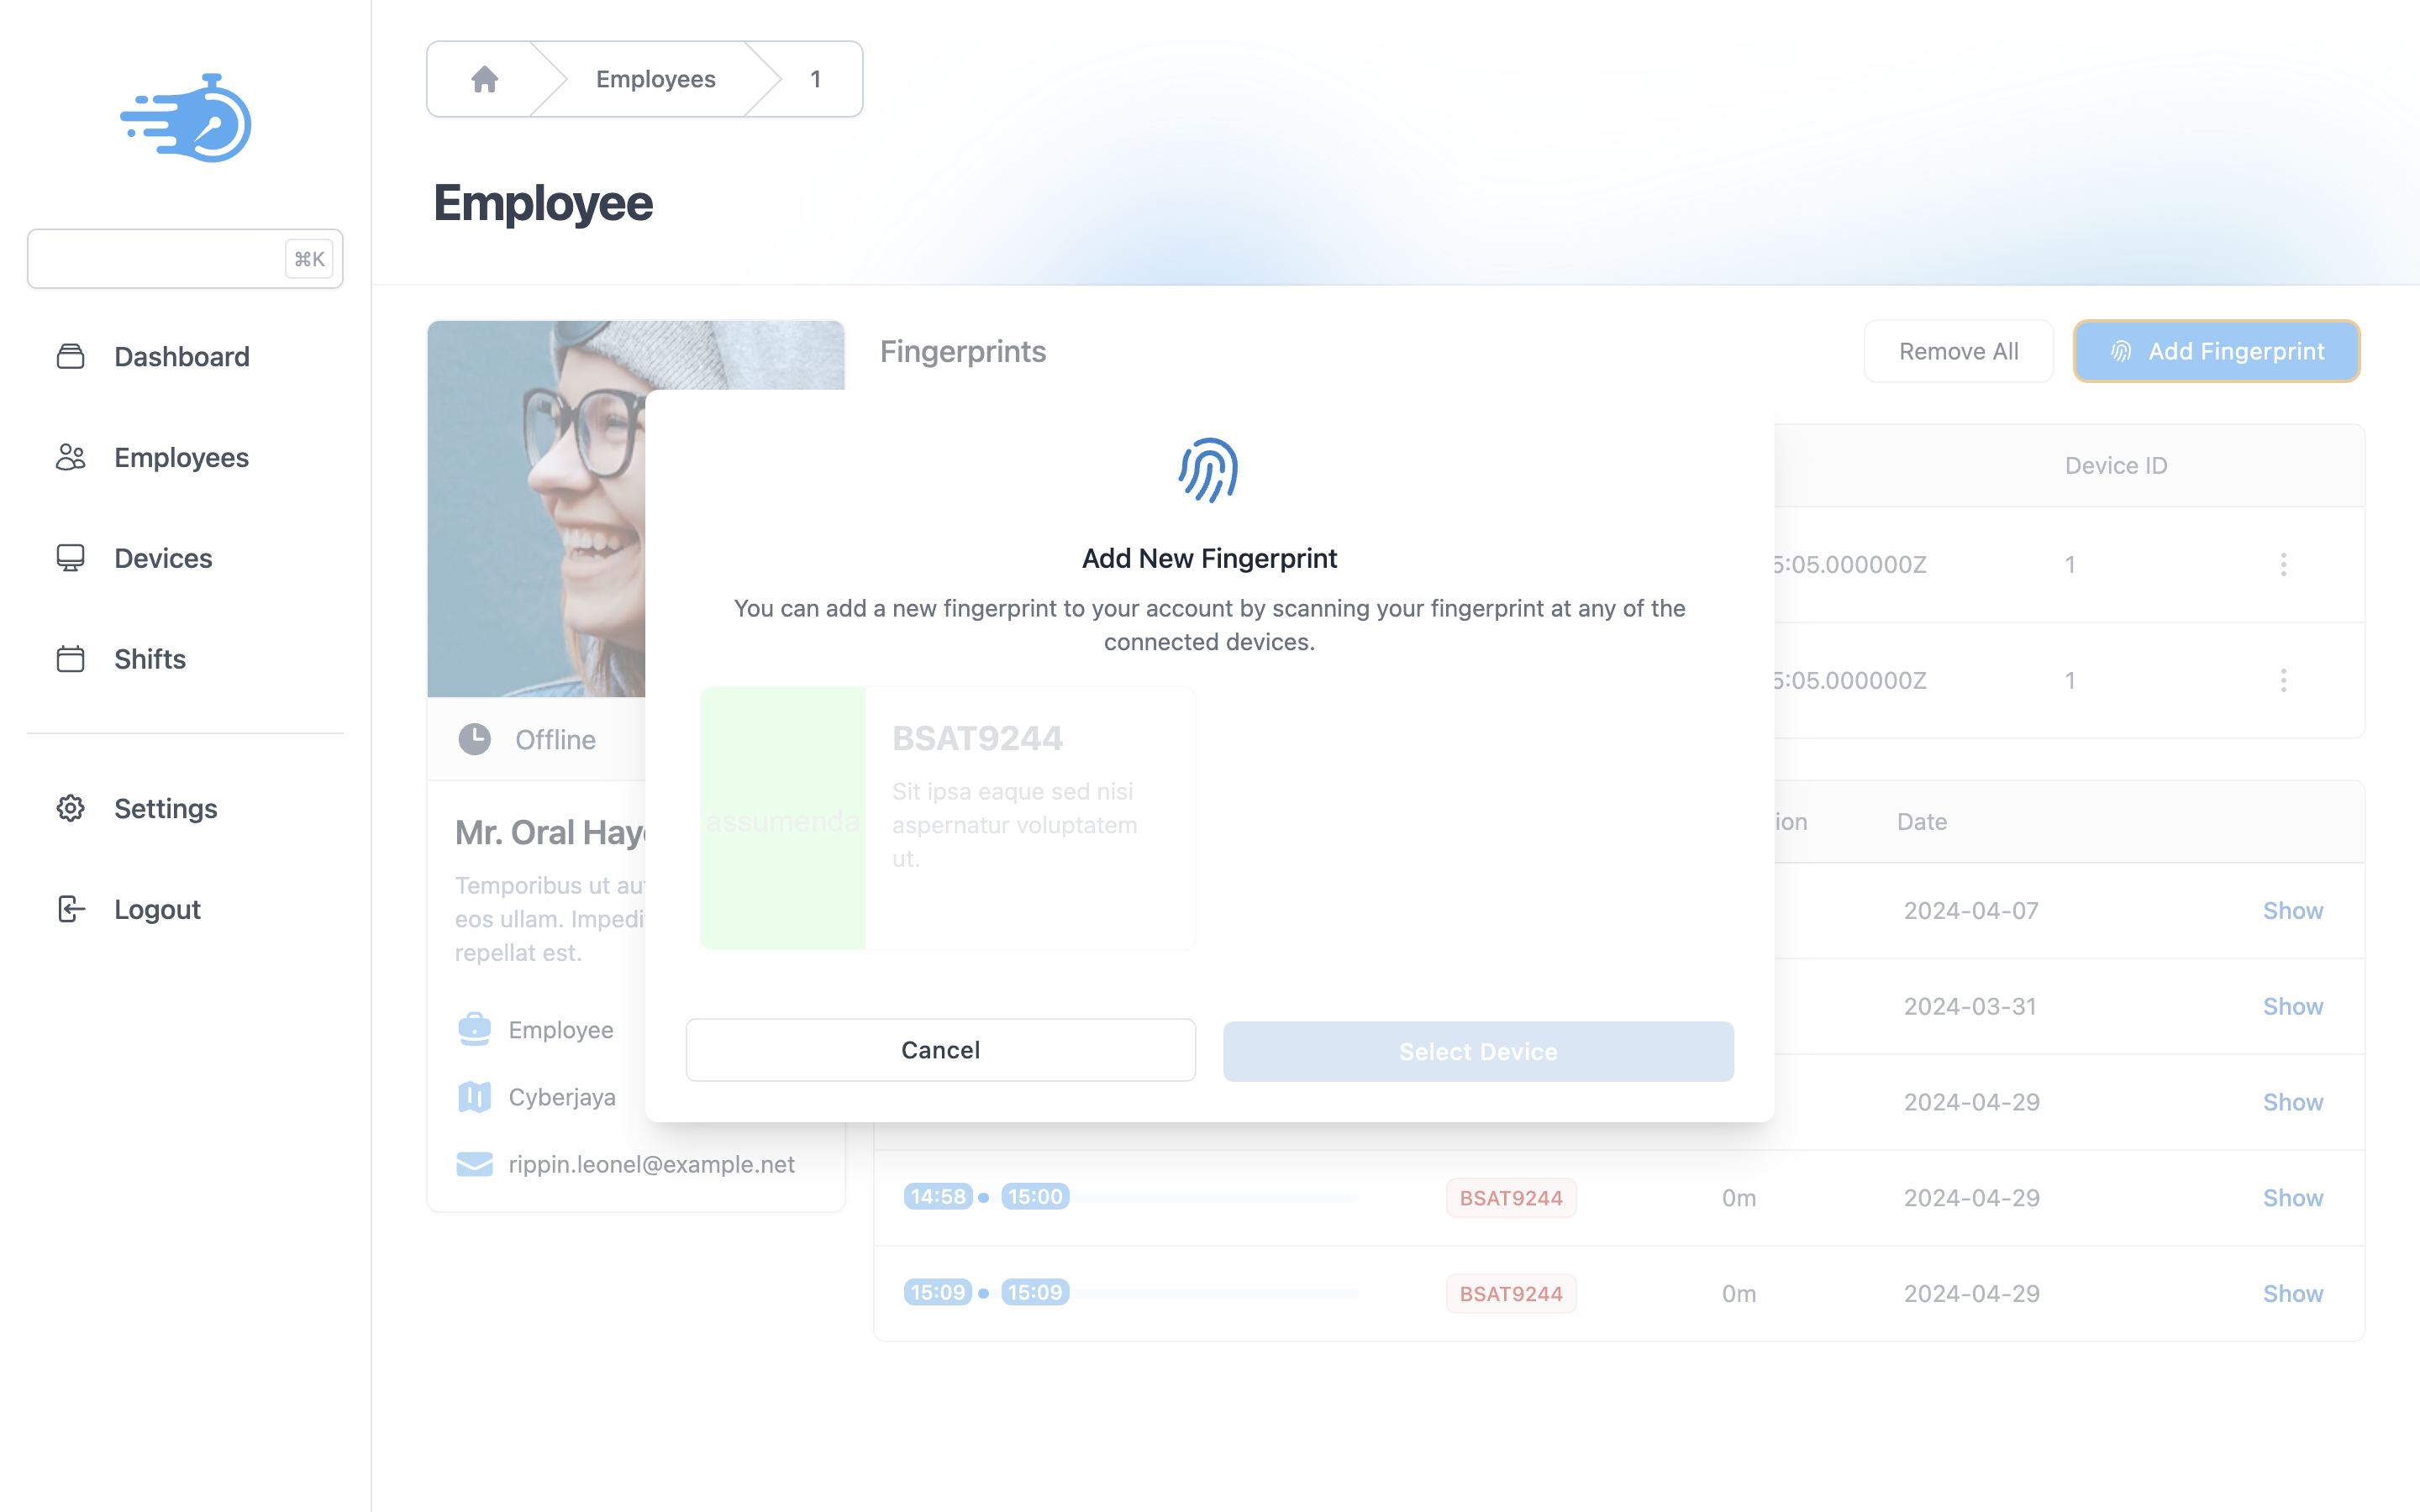 Employees
1
Employee
⌘K
Dashboard
Employees
Devices
Shifts
Settings
Logout
Fingerprints
Remove All
Add Fingerprint
Device ID
5:05.000000Z
1
5:05.000000Z
1
Offline
Mr. Oral Hay
Temporibus ut au
eos ullam. Impedi
repellat est.
Employee
Cyberjaya
rippin.leonel@example.net
Add New Fingerprint
You can add a new fingerprint to your account by scanning your fingerprint at any of the
connected devices.
assumenda
BSAT9244
Sit ipsa eaque sed nisi
aspernatur voluptatem
ut.
Cancel
Select Device
ion
Date
2024-04-07
Show
2024-03-31
Show
2024-04-29
Show
14:58
15:00
BSAT9244
0m
2024-04-29
Show
15:09
15:09
BSAT9244
0m
2024-04-29
Show